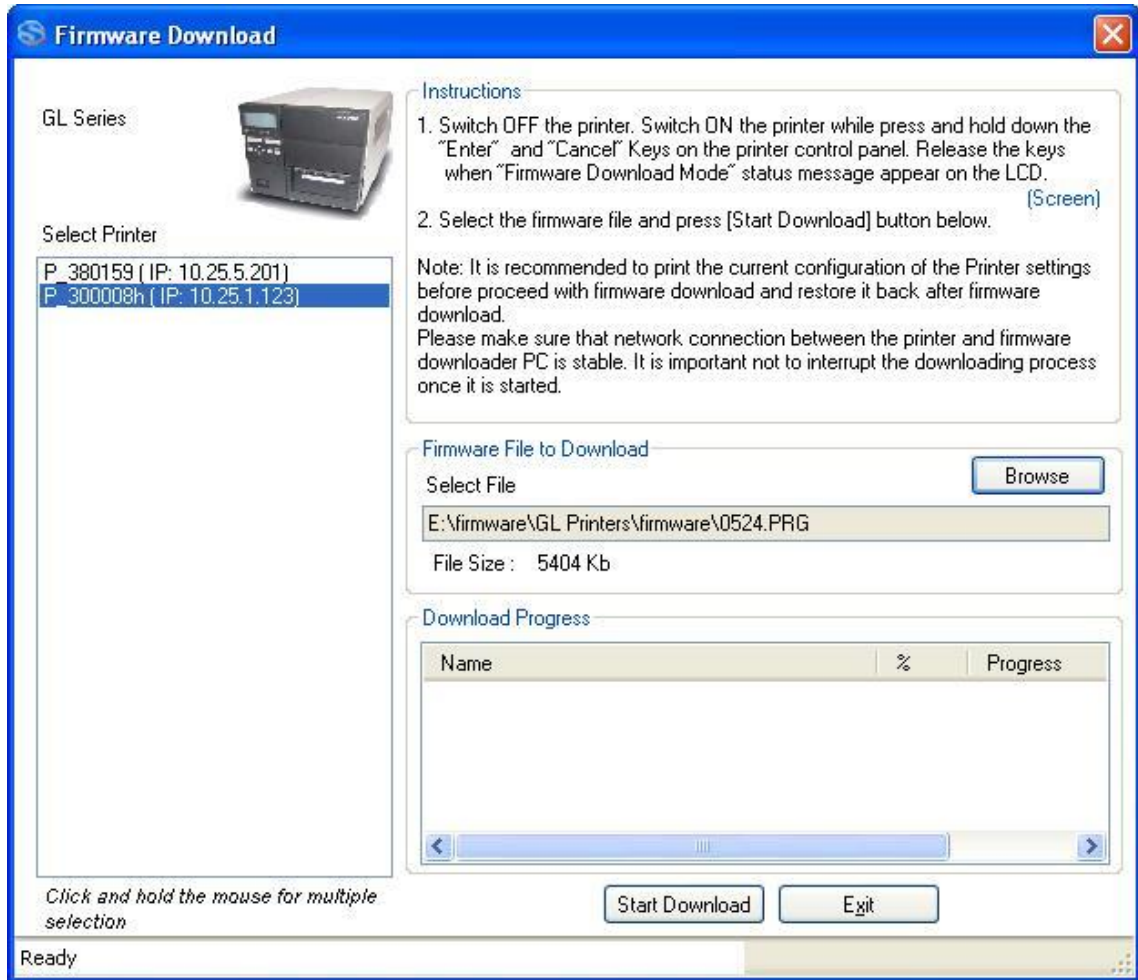 Firmware Download
GL Series
Select Printer
P_380159 ( IP: 10.25.5.201)
P_300008h ( IP: 10.25.1.123)
Click and hold the mouse for multiple
selection
Instructions
1. Switch OFF the printer. Switch ON the printer while press and hold down the
"Enter" and "Cancel" Keys on the printer control panel. Release the keys
when "Firmware Download Mode" status message appear on the LCD.
(Screen)
2. Select the firmware file and press [Start Download] button below.
Note: It is recommended to print the current configuration of the Printer settings
before proceed with firmware download and restore it back after firmware
download.
Please make sure that network connection between the printer and firmware
downloader PC is stable. It is important not to interrupt the downloading process
once it is started.
Firmware File to Download
Select File
Browse
E:\firmware\GL Printers\firmware\0524.PRG
File Size : 5404 Kb
Download Progress
Name % Progress
Start Download Exit
Ready